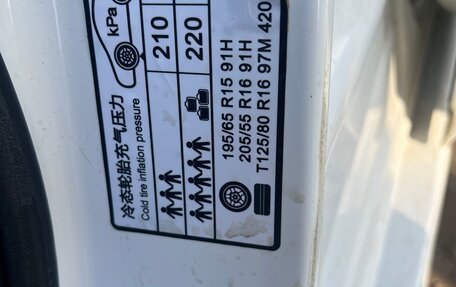 冷态轮胎充气压力
Cold tire inflation pressure
kPa
210
220
195/65 R15 91H
205/55 R16 91H
T125/80 R16 97M 420